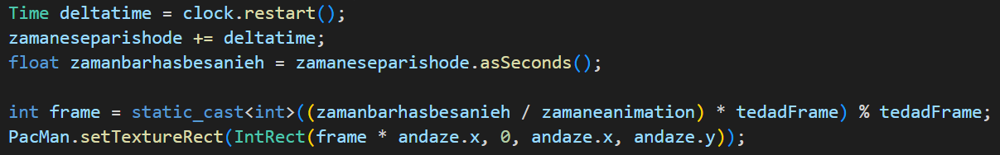 Time deltatime = clock.restart();
zamaneseparishode += deltatime;
float zamanbarhasbesanieh = zamaneseparishode.asSeconds();
int frame = static_cast<int>((zamanbarhasbesanieh / zamaneanimation) * tedadFrame) % tedadFrame;
PacMan.setTextureRect(IntRect(frame * andaze.x, 0, andaze.x, andaze.y));